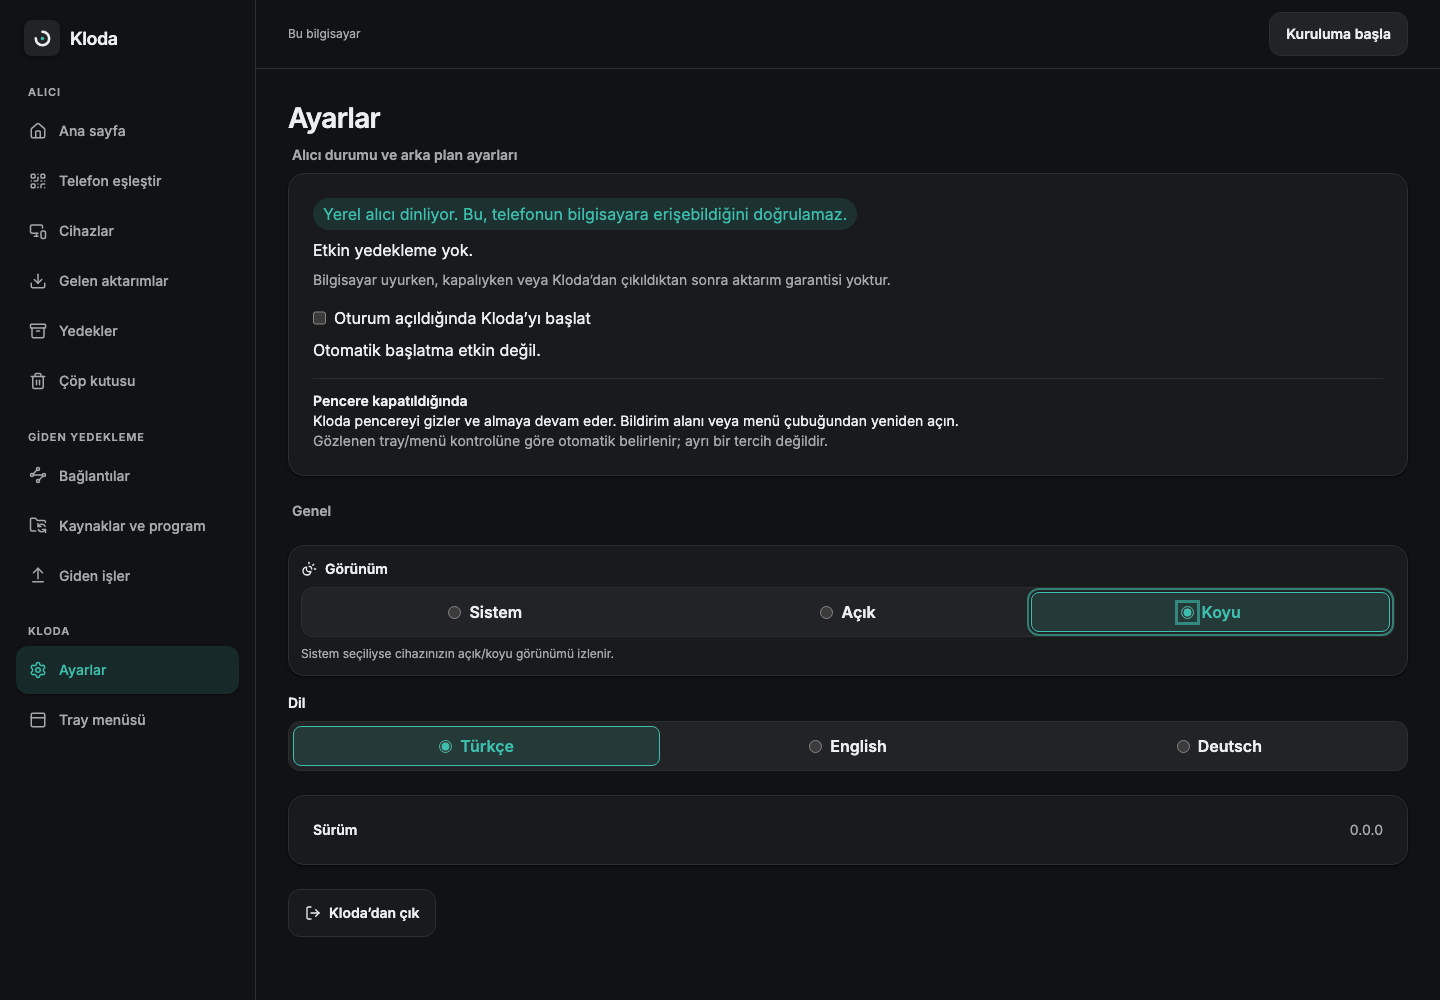 Kloda
ALICI
Ana sayfa
Telefon eşleştir
Cihazlar
Gelen aktarımlar
Yedekler
Çöp kutusu
GİDEN YEDEKLEME
Bağlantılar
Kaynaklar ve program
Giden işler
KLODA
Ayarlar
Tray menüsü
Bu bilgisayar
Kuruluma başla
Ayarlar
Alıcı durumu ve arka plan ayarları
Yerel alıcı dinliyor. Bu, telefonun bilgisayara erişebildiğini doğrulamaz.
Etkin yedekleme yok.
Bilgisayar uyurken, kapalıyken veya Kloda’dan çıkıldıktan sonra aktarım garantisi yoktur.
Oturum açıldığında Kloda’yı başlat
Otomatik başlatma etkin değil.
Pencere kapatıldığında
Kloda pencereyi gizler ve almaya devam eder. Bildirim alanı veya menü çubuğundan yeniden açın.
Gözlenen tray/menü kontrolüne göre otomatik belirlenir; ayrı bir tercih değildir.
Genel
Görünüm
Sistem
Açık
Koyu
Sistem seçiliyse cihazınızın açık/koyu görünümü izlenir.
Dil
Türkçe
English
Deutsch
Sürüm
0.0.0
Kloda’dan çık